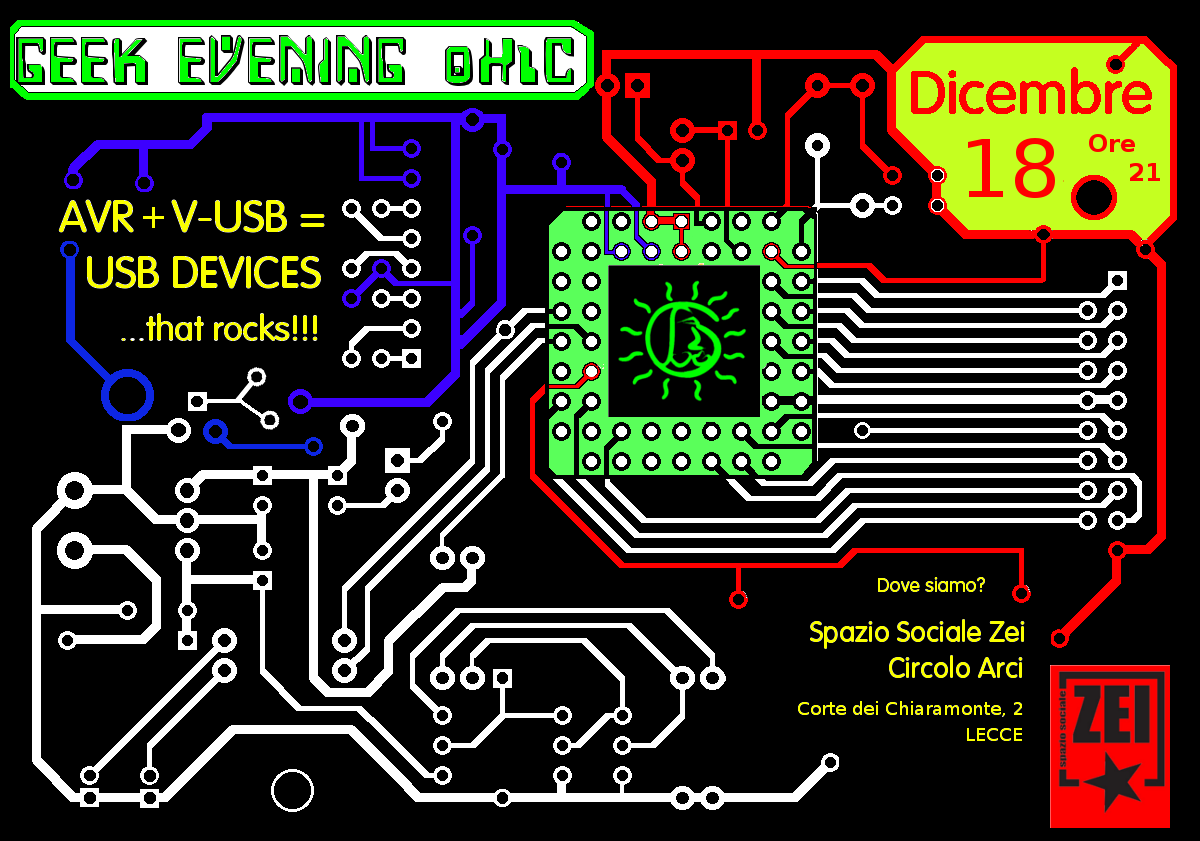 GEEK EVENING oH1C
Dicembre
18
Ore
21
AVR + V-USB =
USB DEVICES
...that rocks!!!
Dove siamo?
Spazio Sociale Zei
Circolo Arci
Corte dei Chiaramonte, 2
LECCE
spazio sociale
ZEI